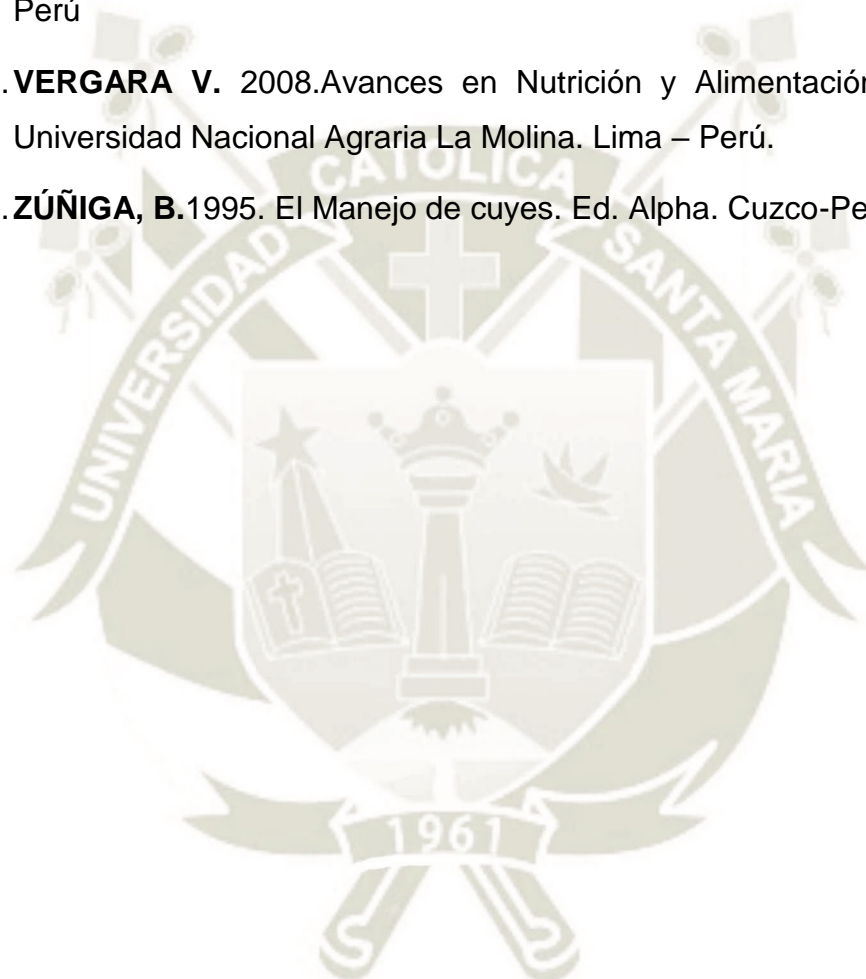 Perú
. VERGARA V. 2008.Avances en Nutrición y Alimentación
Universidad Nacional Agraria La Molina. Lima – Perú.
. ZÚÑIGA, B.1995. El Manejo de cuyes. Ed. Alpha. Cuzco-Pe
UNIVERSIDAD CATOLICA SANTA MARIA
1961